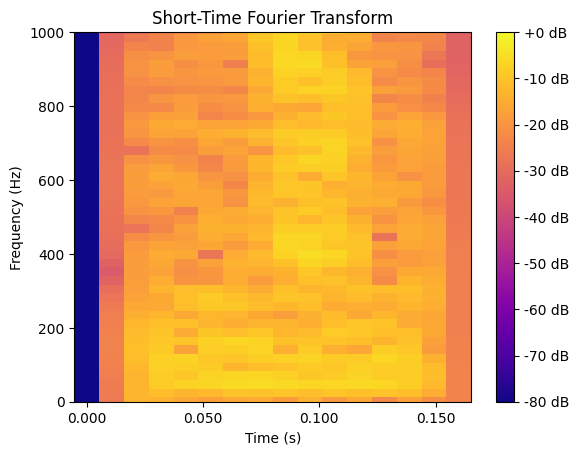 Short-Time Fourier Transform
1000
800
600
400
200
0
Frequency (Hz)
0.000
0.050
0.100
0.150
Time (s)
+0 dB
-10 dB
-20 dB
-30 dB
-40 dB
-50 dB
-60 dB
-70 dB
-80 dB